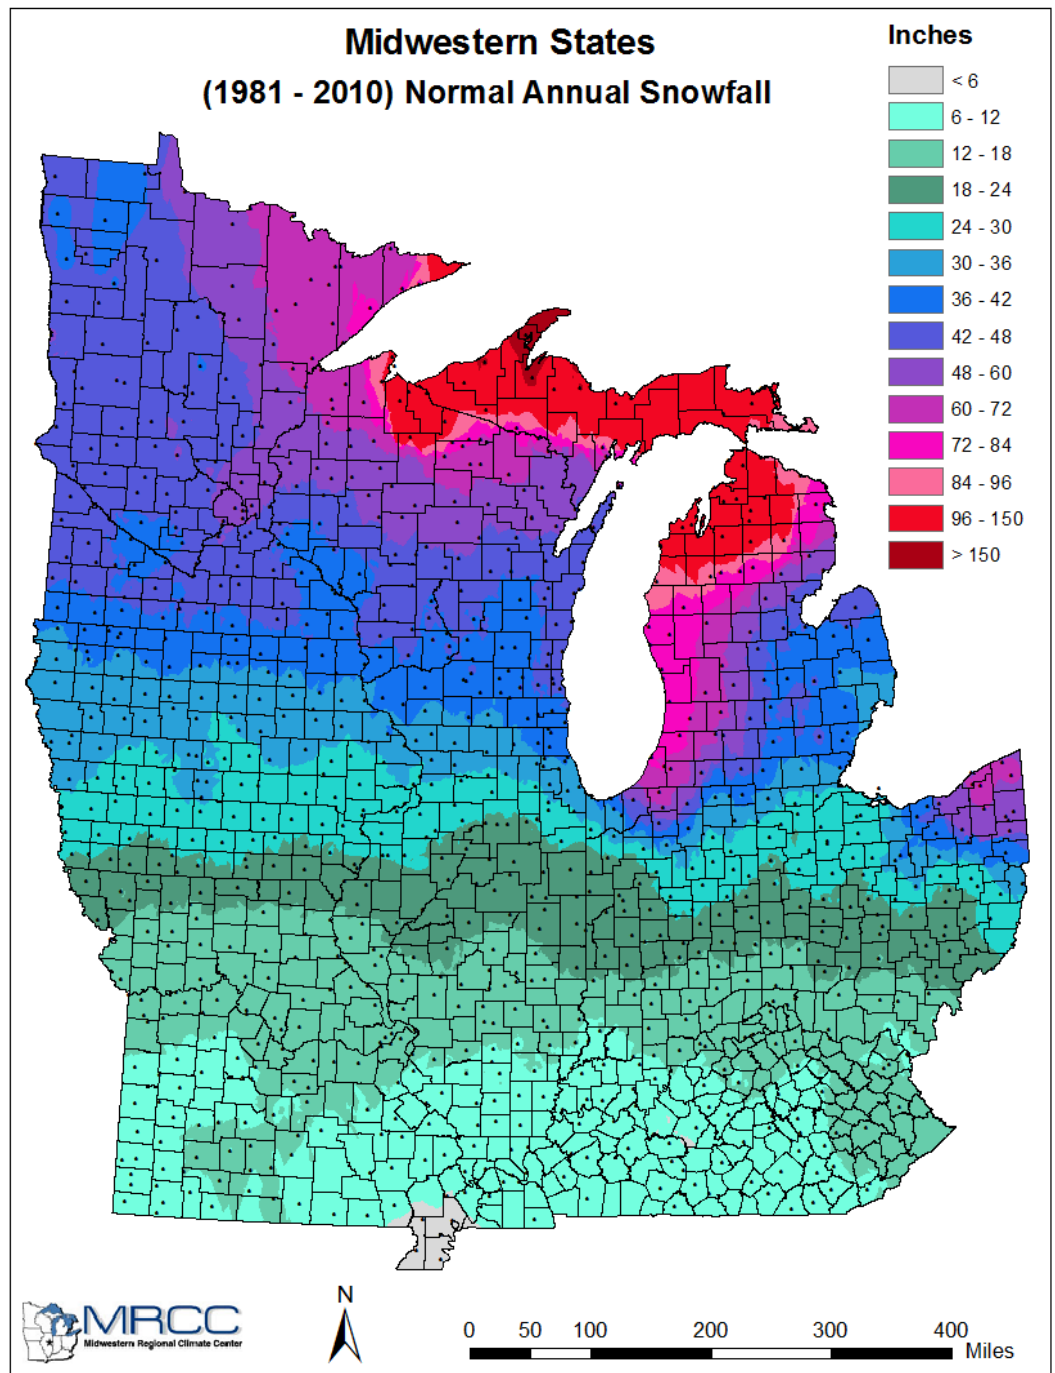 Midwestern States
(1981 - 2010) Normal Annual Snowfall
Inches
< 6
6 - 12
12 - 18
18 - 24
24 - 30
30 - 36
36 - 42
42 - 48
48 - 60
60 - 72
72 - 84
84 - 96
96 - 150
> 150
MRCC
Midwestern Regional Climate Center
N
0 50 100 200 300 400
Miles